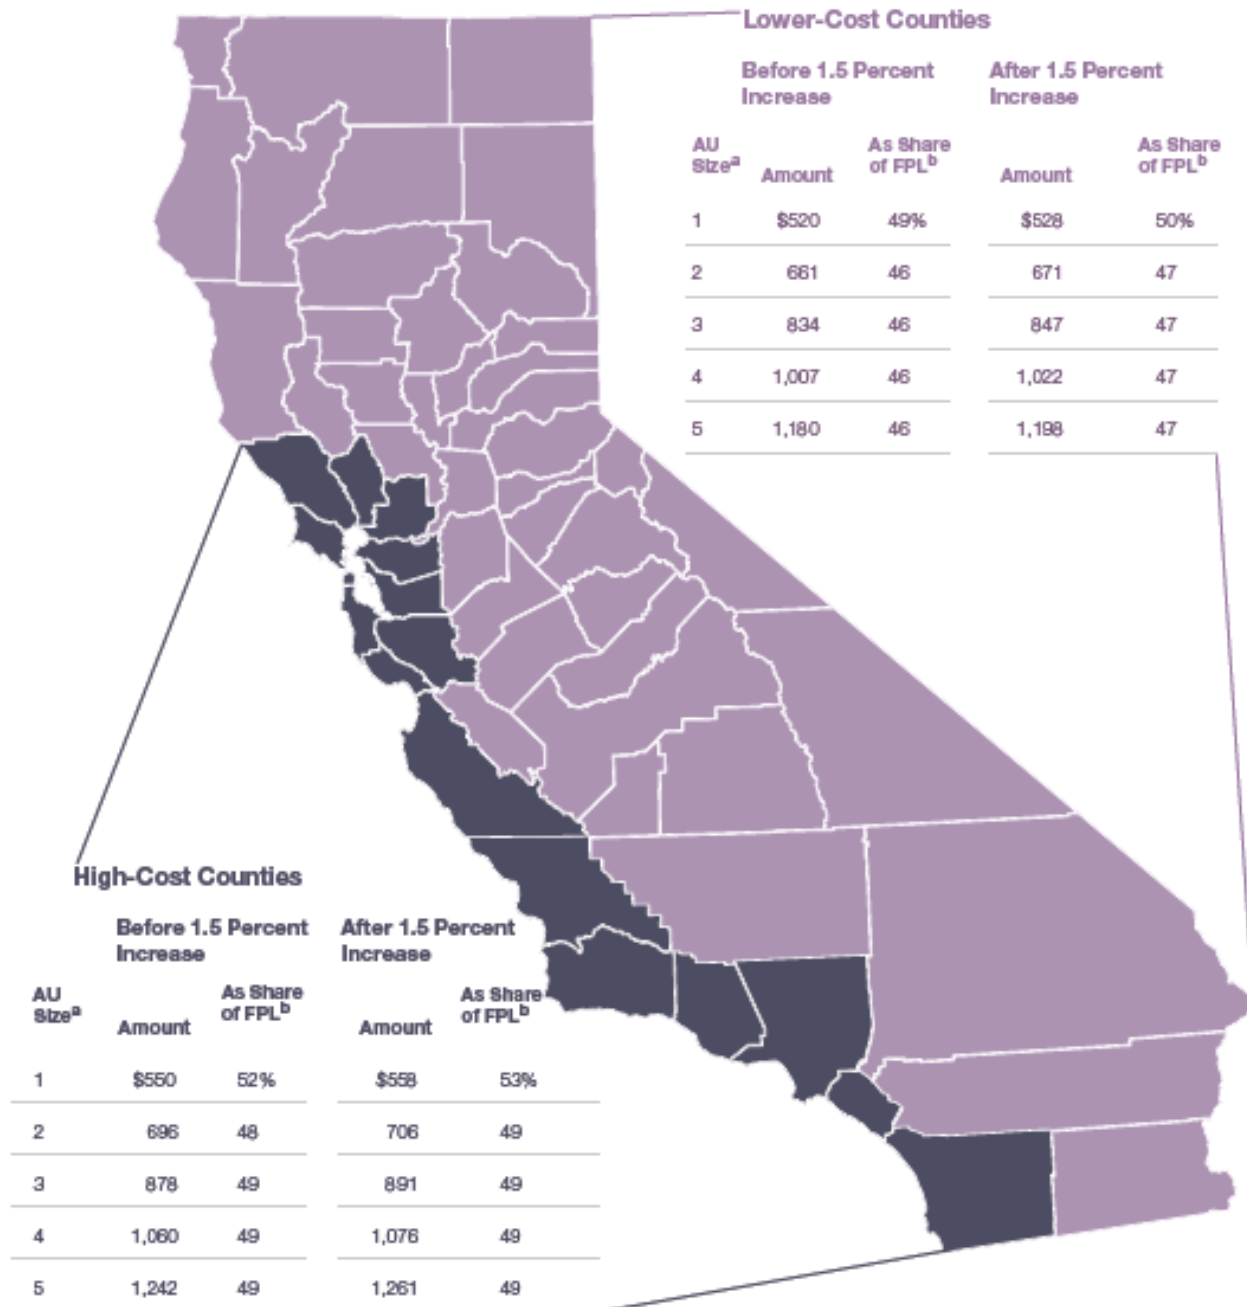 Lower-Cost Counties
Before 1.5 Percent Increase After 1.5 Percent Increase
AU Sizeᵃ Amount As Share of FPLᵇ Amount As Share of FPLᵇ
1 $520 49% $528 50%
2 661 46 671 47
3 834 46 847 47
4 1,007 46 1,022 47
5 1,180 46 1,198 47
High-Cost Counties
Before 1.5 Percent Increase After 1.5 Percent Increase
AU Sizeᵃ Amount As Share of FPLᵇ Amount As Share of FPLᵇ
1 $550 52% $558 53%
2 696 48 706 49
3 878 49 891 49
4 1,060 49 1,076 49
5 1,242 49 1,261 49